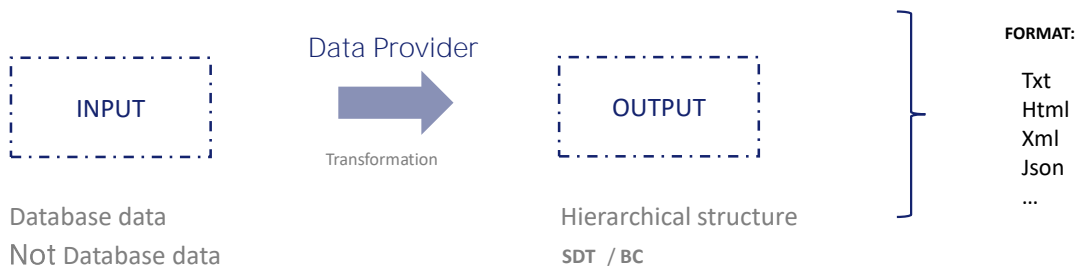 Data Provider
INPUT
Transformation
OUTPUT
Database data
Not Database data
Hierarchical structure
SDT / BC
FORMAT:
Txt
Html
Xml
Json
...